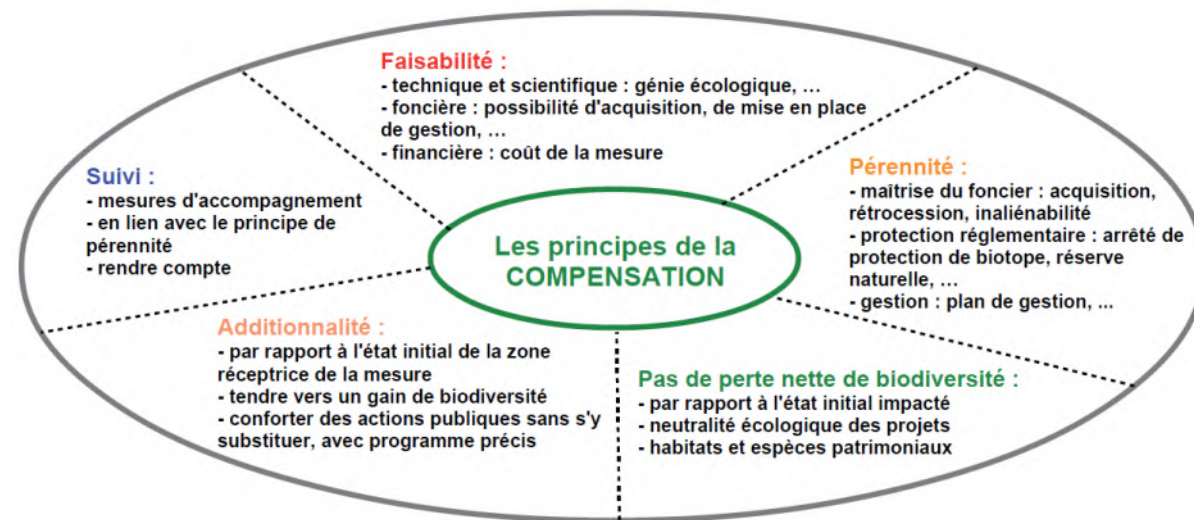 Faisabilité :
- technique et scientifique : génie écologique, ...
- foncière : possibilité d'acquisition, de mise en place
de gestion, ...
- financière : coût de la mesure
Pérennité :
- maîtrise du foncier : acquisition,
rétrocession, inaliénabilité
- protection réglementaire : arrêté de
protection de biotope, réserve
naturelle, ...
- gestion : plan de gestion, ...
Suivi :
- mesures d'accompagnement
- en lien avec le principe de
pérennité
- rendre compte
Les principes de la
COMPENSATION
Additionnalité :
- par rapport à l'état initial de la zone
réceptrice de la mesure
- tendre vers un gain de biodiversité
- conforter des actions publiques sans s'y
substituer, avec programme précis
Pas de perte nette de biodiversité :
- par rapport à l'état initial impacté
- neutralité écologique des projets
- habitats et espèces patrimoniaux